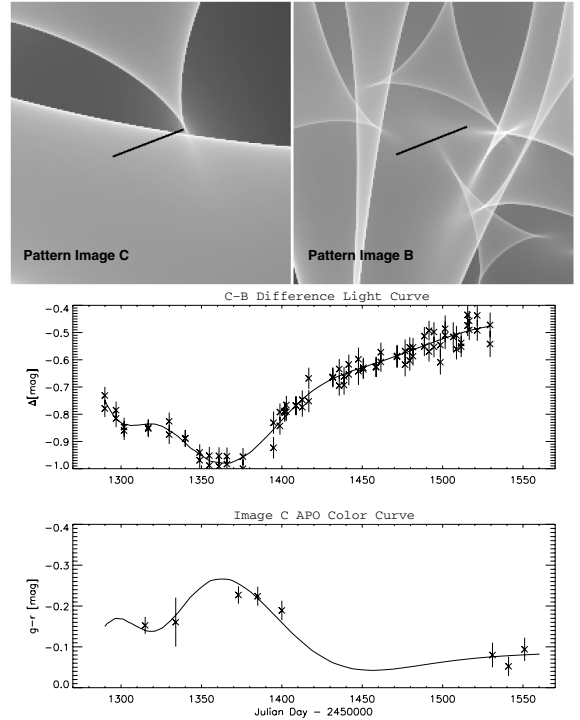 Pattern Image C
Pattern Image B
C-B Difference Light Curve
Δ[mag]
-0.4
-0.5
-0.6
-0.7
-0.8
-0.9
-1.0
1300 1350 1400 1450 1500 1550
Image C APO Color Curve
g-r [mag]
-0.4
-0.3
-0.2
-0.1
0.0
1300 1350 1400 1450 1500 1550
Julian Day - 2450000